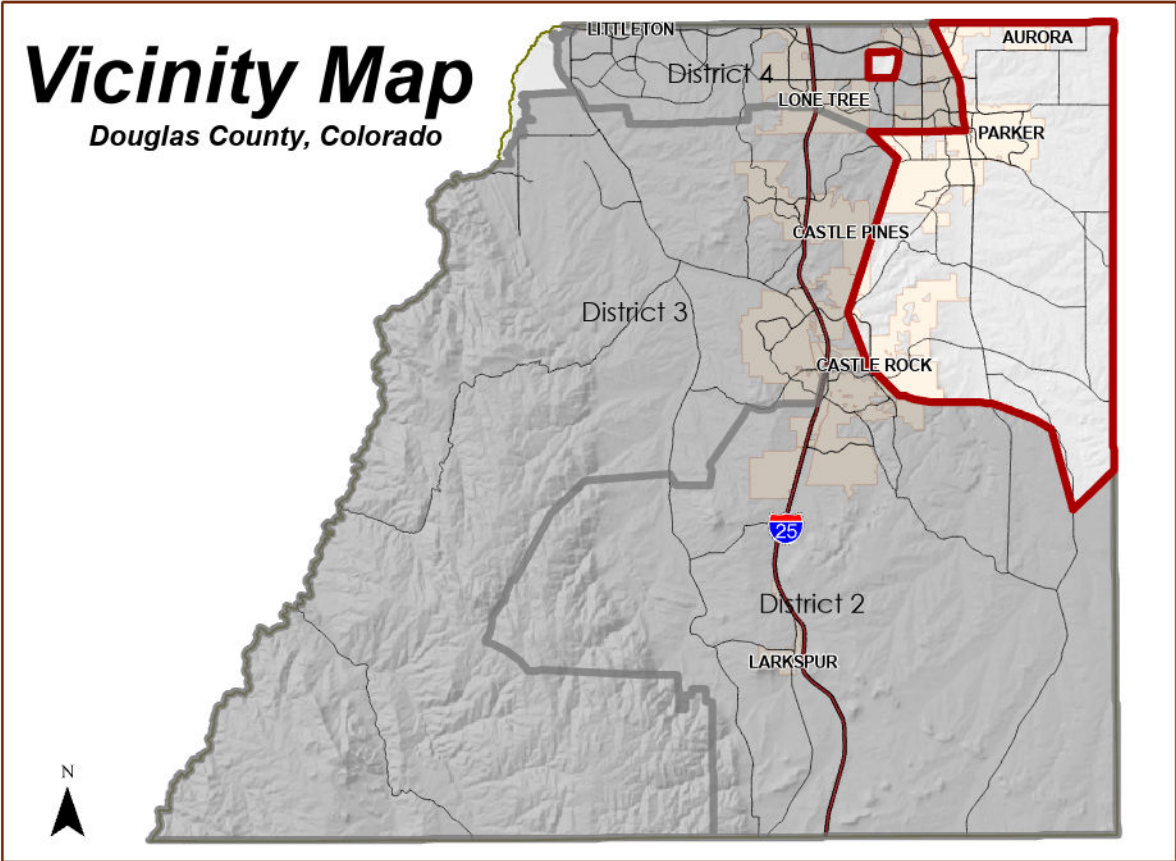 Vicinity Map
Douglas County, Colorado
LITTLETON
AURORA
District 4
LONE TREE
PARKER
CASTLE PINES
District 3
CASTLE ROCK
25
District 2
LARKSPUR
N